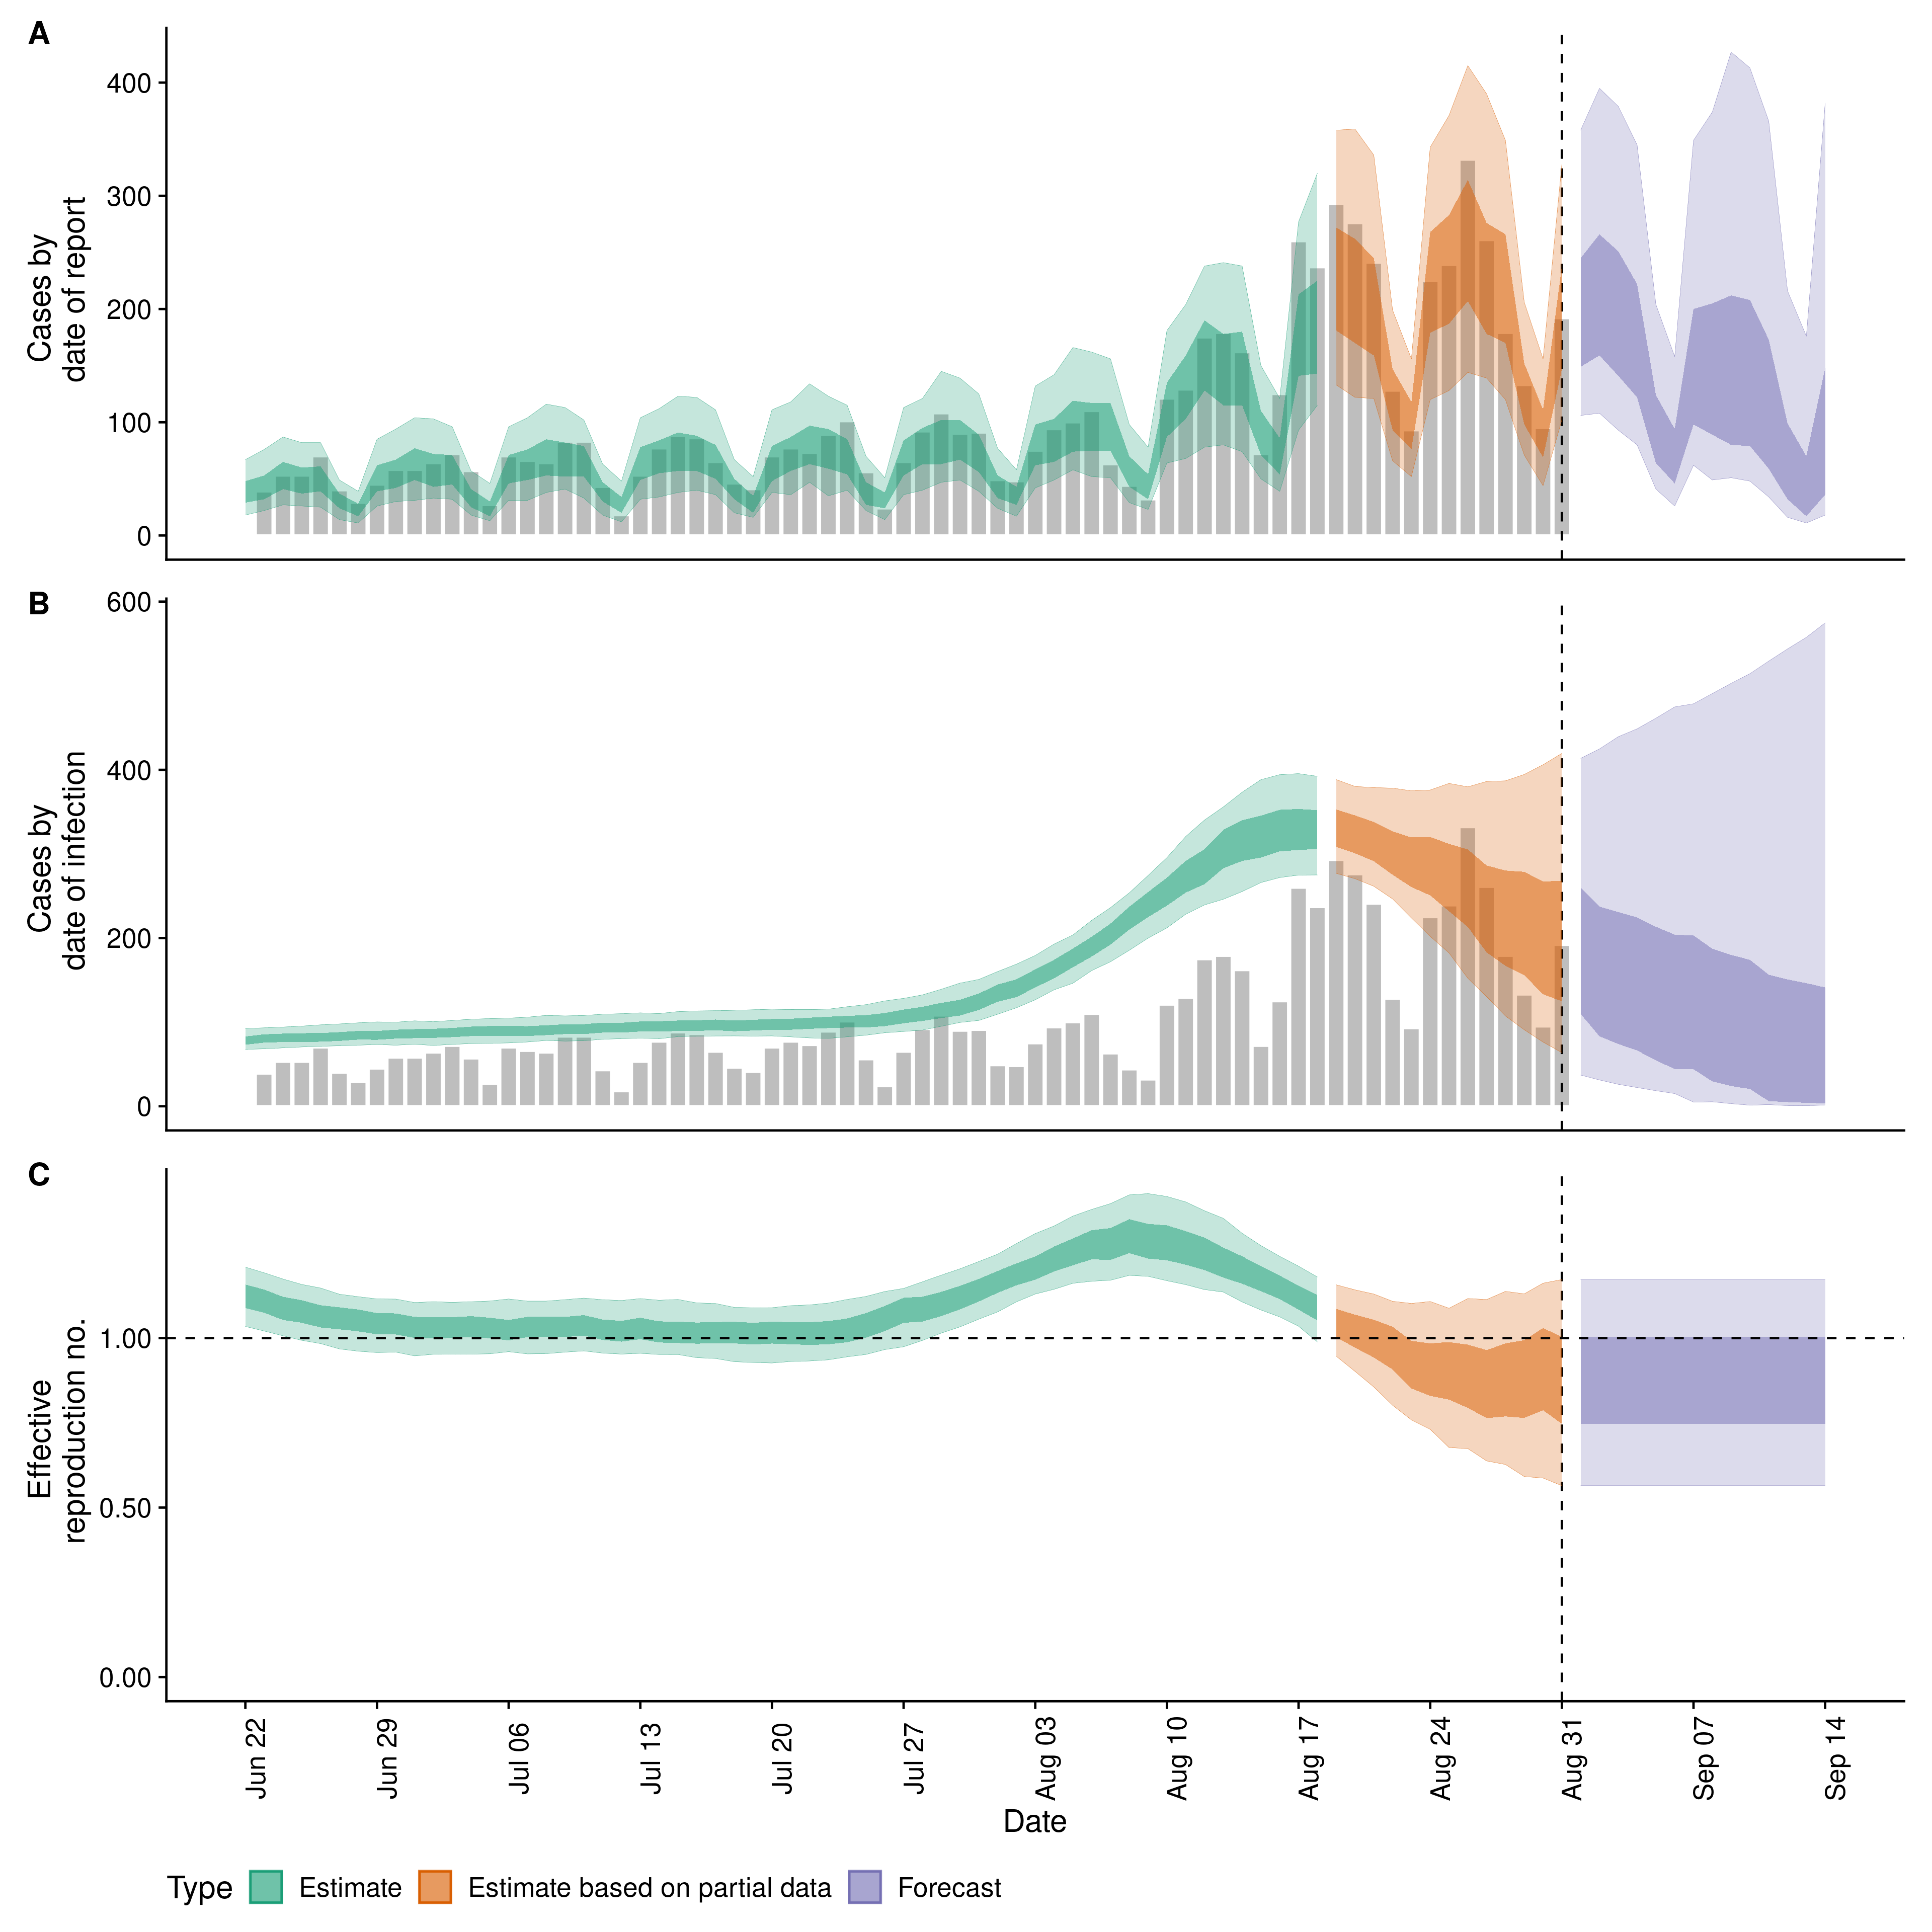 A
Cases by
date of report
400
300
200
100
0
B
Cases by
date of infection
600
400
200
0
C
Effective
reproduction no.
1.00
0.50
0.00
Jun 22
Jun 29
Jul 06
Jul 13
Jul 20
Jul 27
Aug 03
Aug 10
Aug 17
Aug 24
Aug 31
Sep 07
Sep 14
Date
Type Estimate Estimate based on partial data Forecast